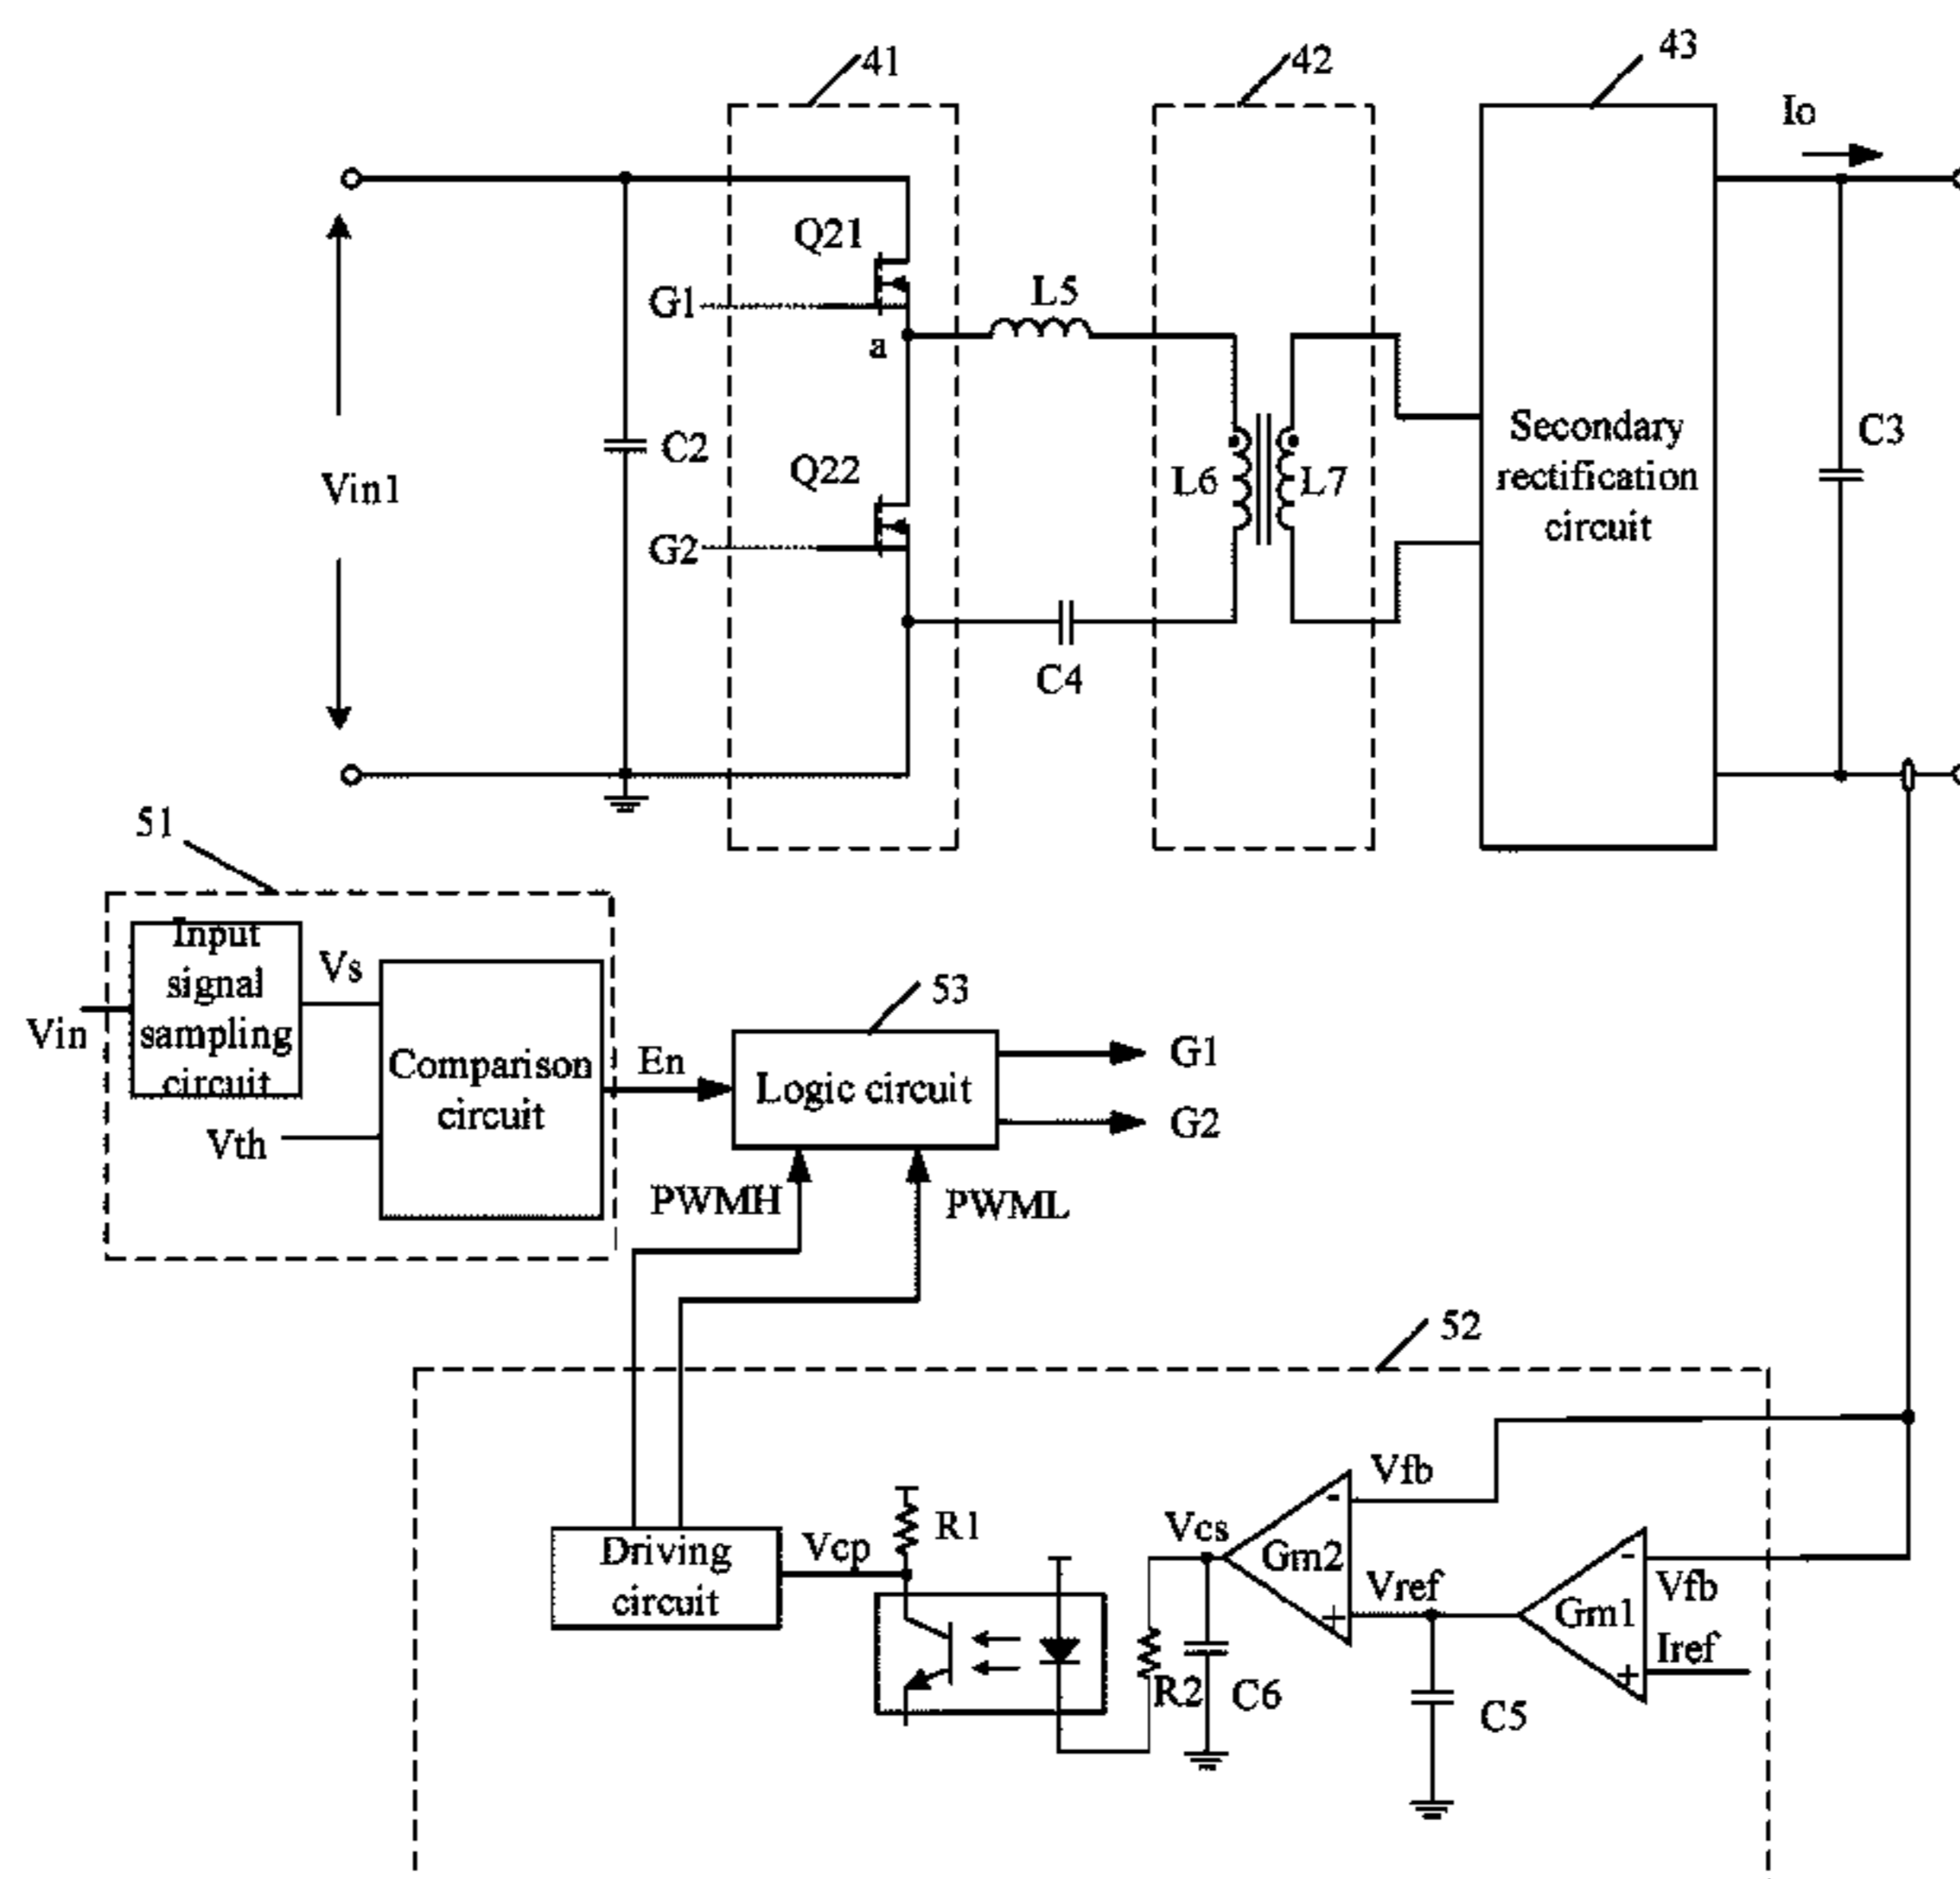 41
42
43
Io
Q21
G1
L5
a
C2
Vin1
Q22
L6
L7
Secondary
rectification
circuit
C3
G2
C4
51
Input
signal
sampling
circuit
Vs
Vin
Comparison
circuit
Vth
En
53
Logic circuit
G1
G2
PWMH
PWML
52
Driving
circuit
Vcp
R1
Vcs
Gm2
-
+
Vfb
Vref
Gm1
-
+
Vfb
Iref
R2
C6
C5